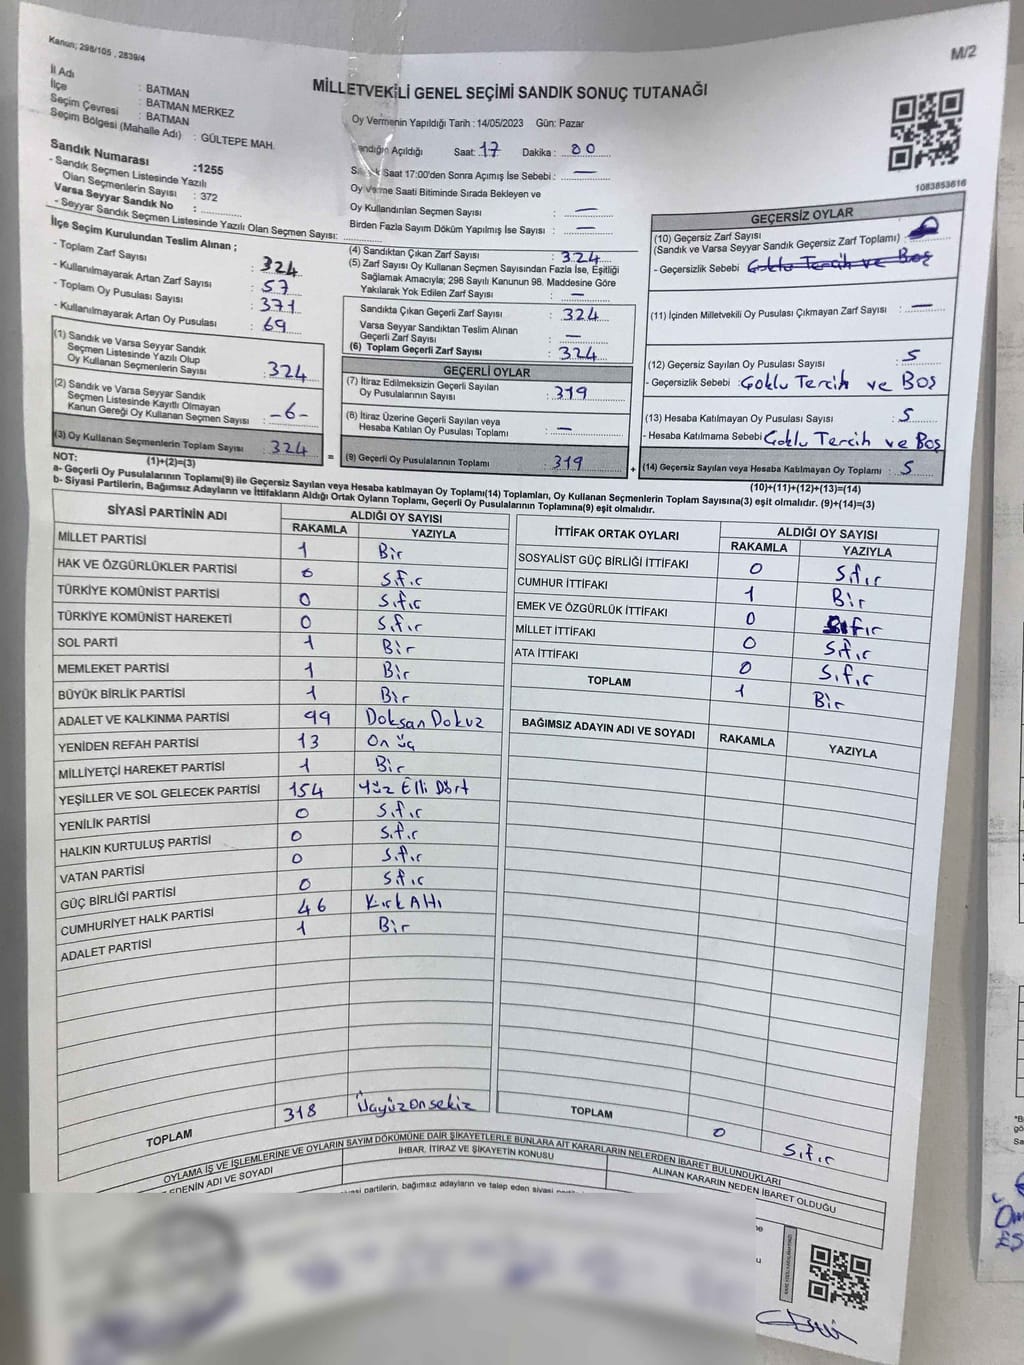 Kanun; 298/105 , 2839/4
M/2
İl Adı : BATMAN
İlçe : BATMAN MERKEZ
Seçim Çevresi : BATMAN
Seçim Bölgesi (Mahalle Adı) : GÜLTEPE MAH.
Sandık Numarası :1255
- Sandık Seçmen Listesinde Yazılı
Olan Seçmenlerin Sayısı : 372
Varsa Seyyar Sandık No :
- Seyyar Sandık Seçmen Listesinde Yazılı Olan Seçmen Sayısı:
MİLLETVEKİLİ GENEL SEÇİMİ SANDIK SONUÇ TUTANAĞI
Oy Vermenin Yapıldığı Tarih : 14/05/2023 Gün: Pazar
Sandığın Açıldığı Saat: 17 Dakika : 00
Saat 17:00'den Sonra Açımış İse Sebebi : —
Oy Verme Saati Bitiminde Sırada Bekleyen ve
Oy Kullandırılan Seçmen Sayısı : —
Birden Fazla Sayım Döküm Yapılmış İse Sayısı : —
1083853616
İlçe Seçim Kurulundan Teslim Alınan ;
- Toplam Zarf Sayısı : 324
- Kullanılmayarak Artan Zarf Sayısı : 57
- Toplam Oy Pusulası Sayısı : 371
- Kullanılmayarak Artan Oy Pusulası : 69
(1) Sandık ve Varsa Seyyar Sandık
Seçmen Listesinde Yazılı Olup
Oy Kullanan Seçmenlerin Sayısı : 324
(2) Sandık ve Varsa Seyyar Sandık
Seçmen Listesinde Kayıtlı Olmayan
Kanun Gereği Oy Kullanan Seçmen Sayısı : -6-
(3) Oy Kullanan Seçmenlerin Toplam Sayısı : 324
(1)+(2)=(3)
(4) Sandıktan Çıkan Zarf Sayısı : 324
(5) Zarf Sayısı Oy Kullanan Seçmen Sayısından Fazla İse, Eşitliği
Sağlamak Amacıyla; 298 Sayılı Kanunun 98. Maddesine Göre
Yakılarak Yok Edilen Zarf Sayısı : —
Sandıkta Çıkan Geçerli Zarf Sayısı : 324
Varsa Seyyar Sandıktan Teslim Alınan
Geçerli Zarf Sayısı : —
(6) Toplam Geçerli Zarf Sayısı : 324
GEÇERLİ OYLAR
(7) İtiraz Edilmeksizin Geçerli Sayılan
Oy Pusulalarının Sayısı : 319
(8) İtiraz Üzerine Geçerli Sayılan veya
Hesaba Katılan Oy Pusulası Toplamı : —
(9) Geçerli Oy Pusulalarının Toplamı : 319
GEÇERSİZ OYLAR
(10) Geçersiz Zarf Sayısı
(Sandık ve Varsa Seyyar Sandık Geçersiz Zarf Toplamı) :
- Geçersizlik Sebebi : Çoklu Tercih ve Boş
(11) İçinden Milletvekili Oy Pusulası Çıkmayan Zarf Sayısı : —
(12) Geçersiz Sayılan Oy Pusulası Sayısı : 5
- Geçersizlik Sebebi : Çoklu Tercih ve Boş
(13) Hesaba Katılmayan Oy Pusulası Sayısı : 5
- Hesaba Katılmama Sebebi : Çoklu Tercih ve Boş
(14) Geçersiz Sayılan veya Hesaba Katılmayan Oy Toplamı : 5
(10)+(11)+(12)+(13)=(14)
NOT:
a- Geçerli Oy Pusulalarının Toplamı(9) ile Geçersiz Sayılan veya Hesaba Katılmayan Oy Toplamı(14) Toplamları, Oy Kullanan Seçmenlerin Toplam Sayısına(3) eşit olmalıdır. (9)+(14)=(3)
b- Siyasi Partilerin, Bağımsız Adayların ve İttifakların Aldığı Ortak Oyların Toplamı, Geçerli Oy Pusulalarının Toplamına(9) eşit olmalıdır.
SİYASİ PARTİNİN ADI ALDIĞI OY SAYISI
RAKAMLA YAZIYLA
MİLLET PARTİSİ 1 Bir
HAK VE ÖZGÜRLÜKLER PARTİSİ 0 Sıfır
TÜRKİYE KOMÜNİST PARTİSİ 0 Sıfır
TÜRKİYE KOMÜNİST HAREKETİ 0 Sıfır
SOL PARTİ 1 Bir
MEMLEKET PARTİSİ 1 Bir
BÜYÜK BİRLİK PARTİSİ 1 Bir
ADALET VE KALKINMA PARTİSİ 99 Doksan Dokuz
YENİDEN REFAH PARTİSİ 13 On üç
MİLLİYETÇİ HAREKET PARTİSİ 1 Bir
YEŞİLLER VE SOL GELECEK PARTİSİ 154 Yüz Elli Dört
YENİLİK PARTİSİ 0 Sıfır
HALKIN KURTULUŞ PARTİSİ 0 Sıfır
VATAN PARTİSİ 0 Sıfır
GÜÇ BİRLİĞİ PARTİSİ 0 Sıfır
CUMHURİYET HALK PARTİSİ 46 Kırk Altı
ADALET PARTİSİ 1 Bir
TOPLAM 318 Üçyüzonsekiz
İTTİFAK ORTAK OYLARI ALDIĞI OY SAYISI
RAKAMLA YAZIYLA
SOSYALİST GÜÇ BİRLİĞİ İTTİFAKI 0 Sıfır
CUMHUR İTTİFAKI 1 Bir
EMEK VE ÖZGÜRLÜK İTTİFAKI 0 Sıfır
MİLLET İTTİFAKI 0 Sıfır
ATA İTTİFAKI 0 Sıfır
TOPLAM 1 Bir
BAĞIMSIZ ADAYIN ADI VE SOYADI RAKAMLA YAZIYLA
TOPLAM 0 Sıfır
OYLAMA İŞ VE İŞLEMLERİNE VE OYLARIN SAYIM DÖKÜMÜNE DAİR ŞİKAYETLERLE BUNLARA AİT KARARLARIN NELERDEN İBARET BULUNDUKLARI
EDENİN ADI VE SOYADI
İHBAR, İTİRAZ VE ŞİKAYETİN KONUSU
ALINAN KARARIN NEDEN İBARET OLDUĞU
partilerin, bağımsız adayların ve talep eden siyasi